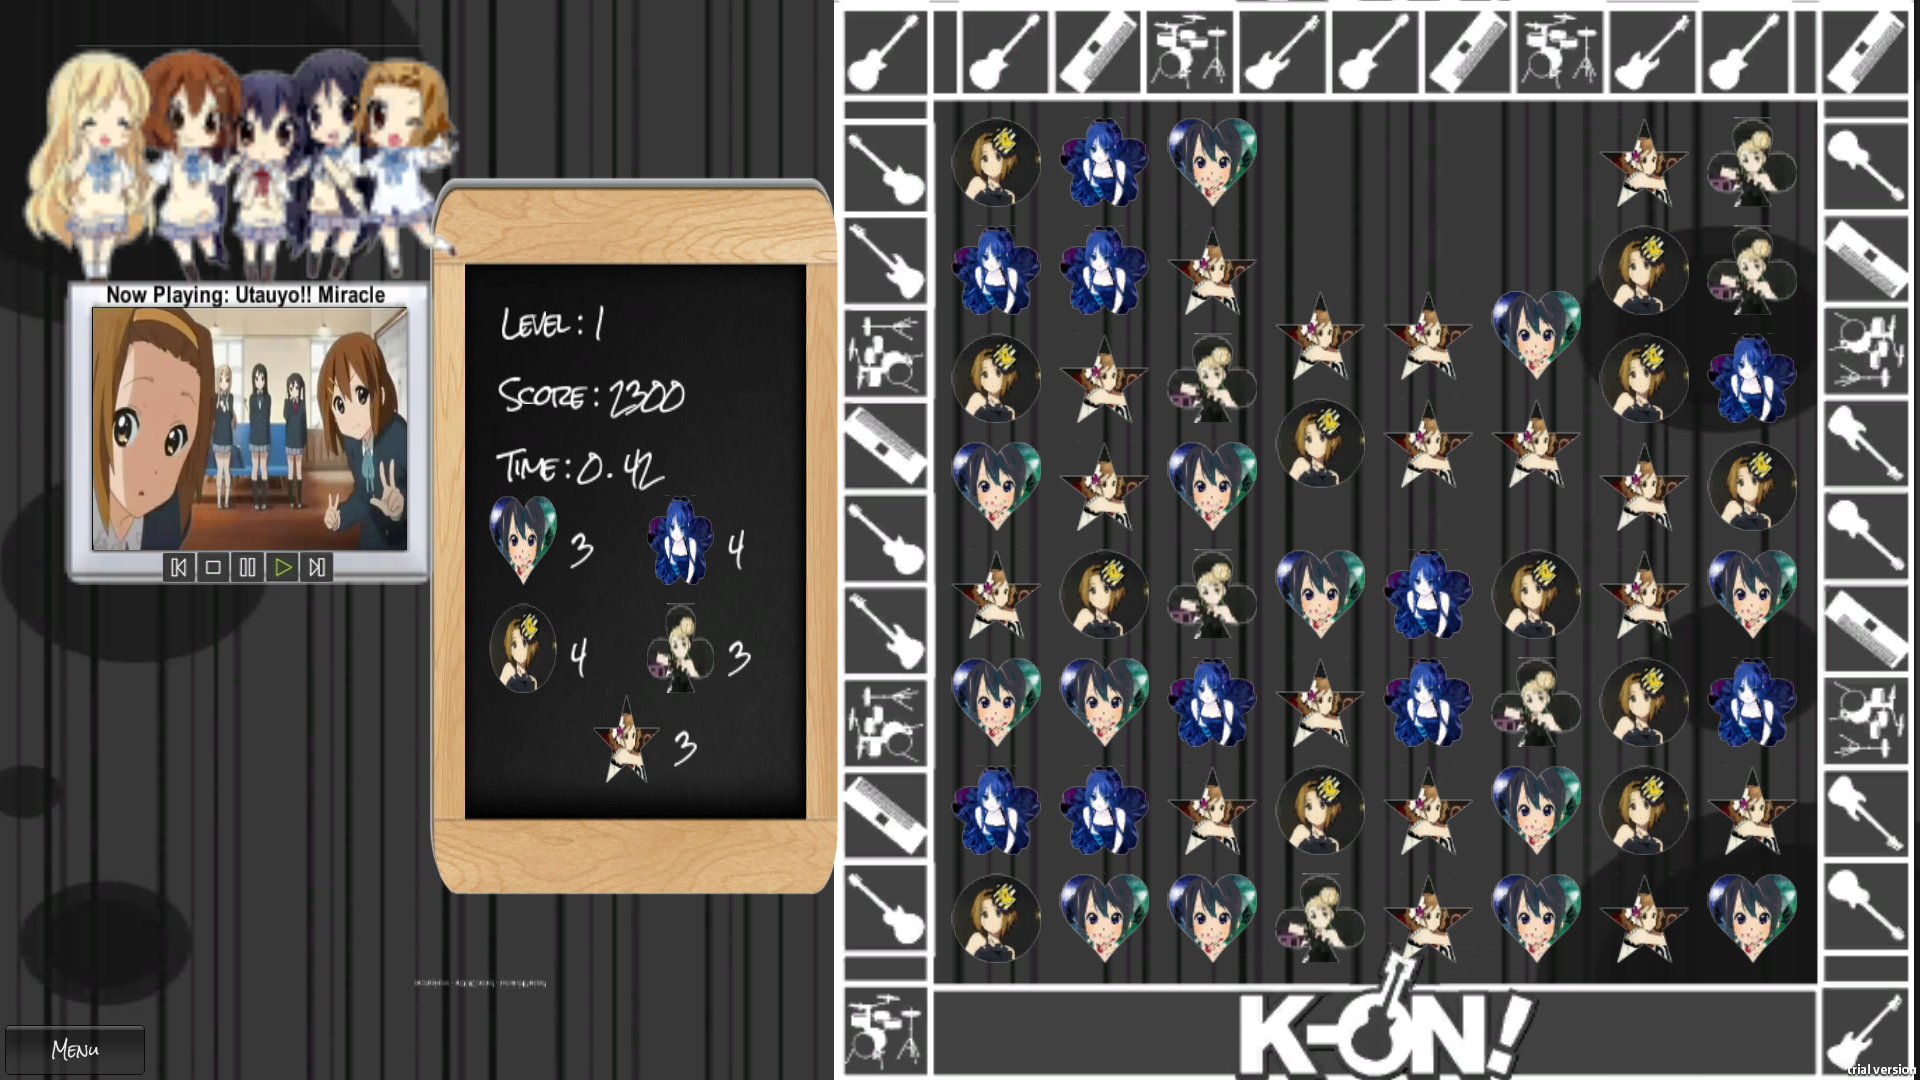 Now Playing: Utauyo!! Miracle
LEVEL: 1
SCORE: 2300
TIME: 0.42
3
4
4
3
3
MENU
K-ON!
trial version